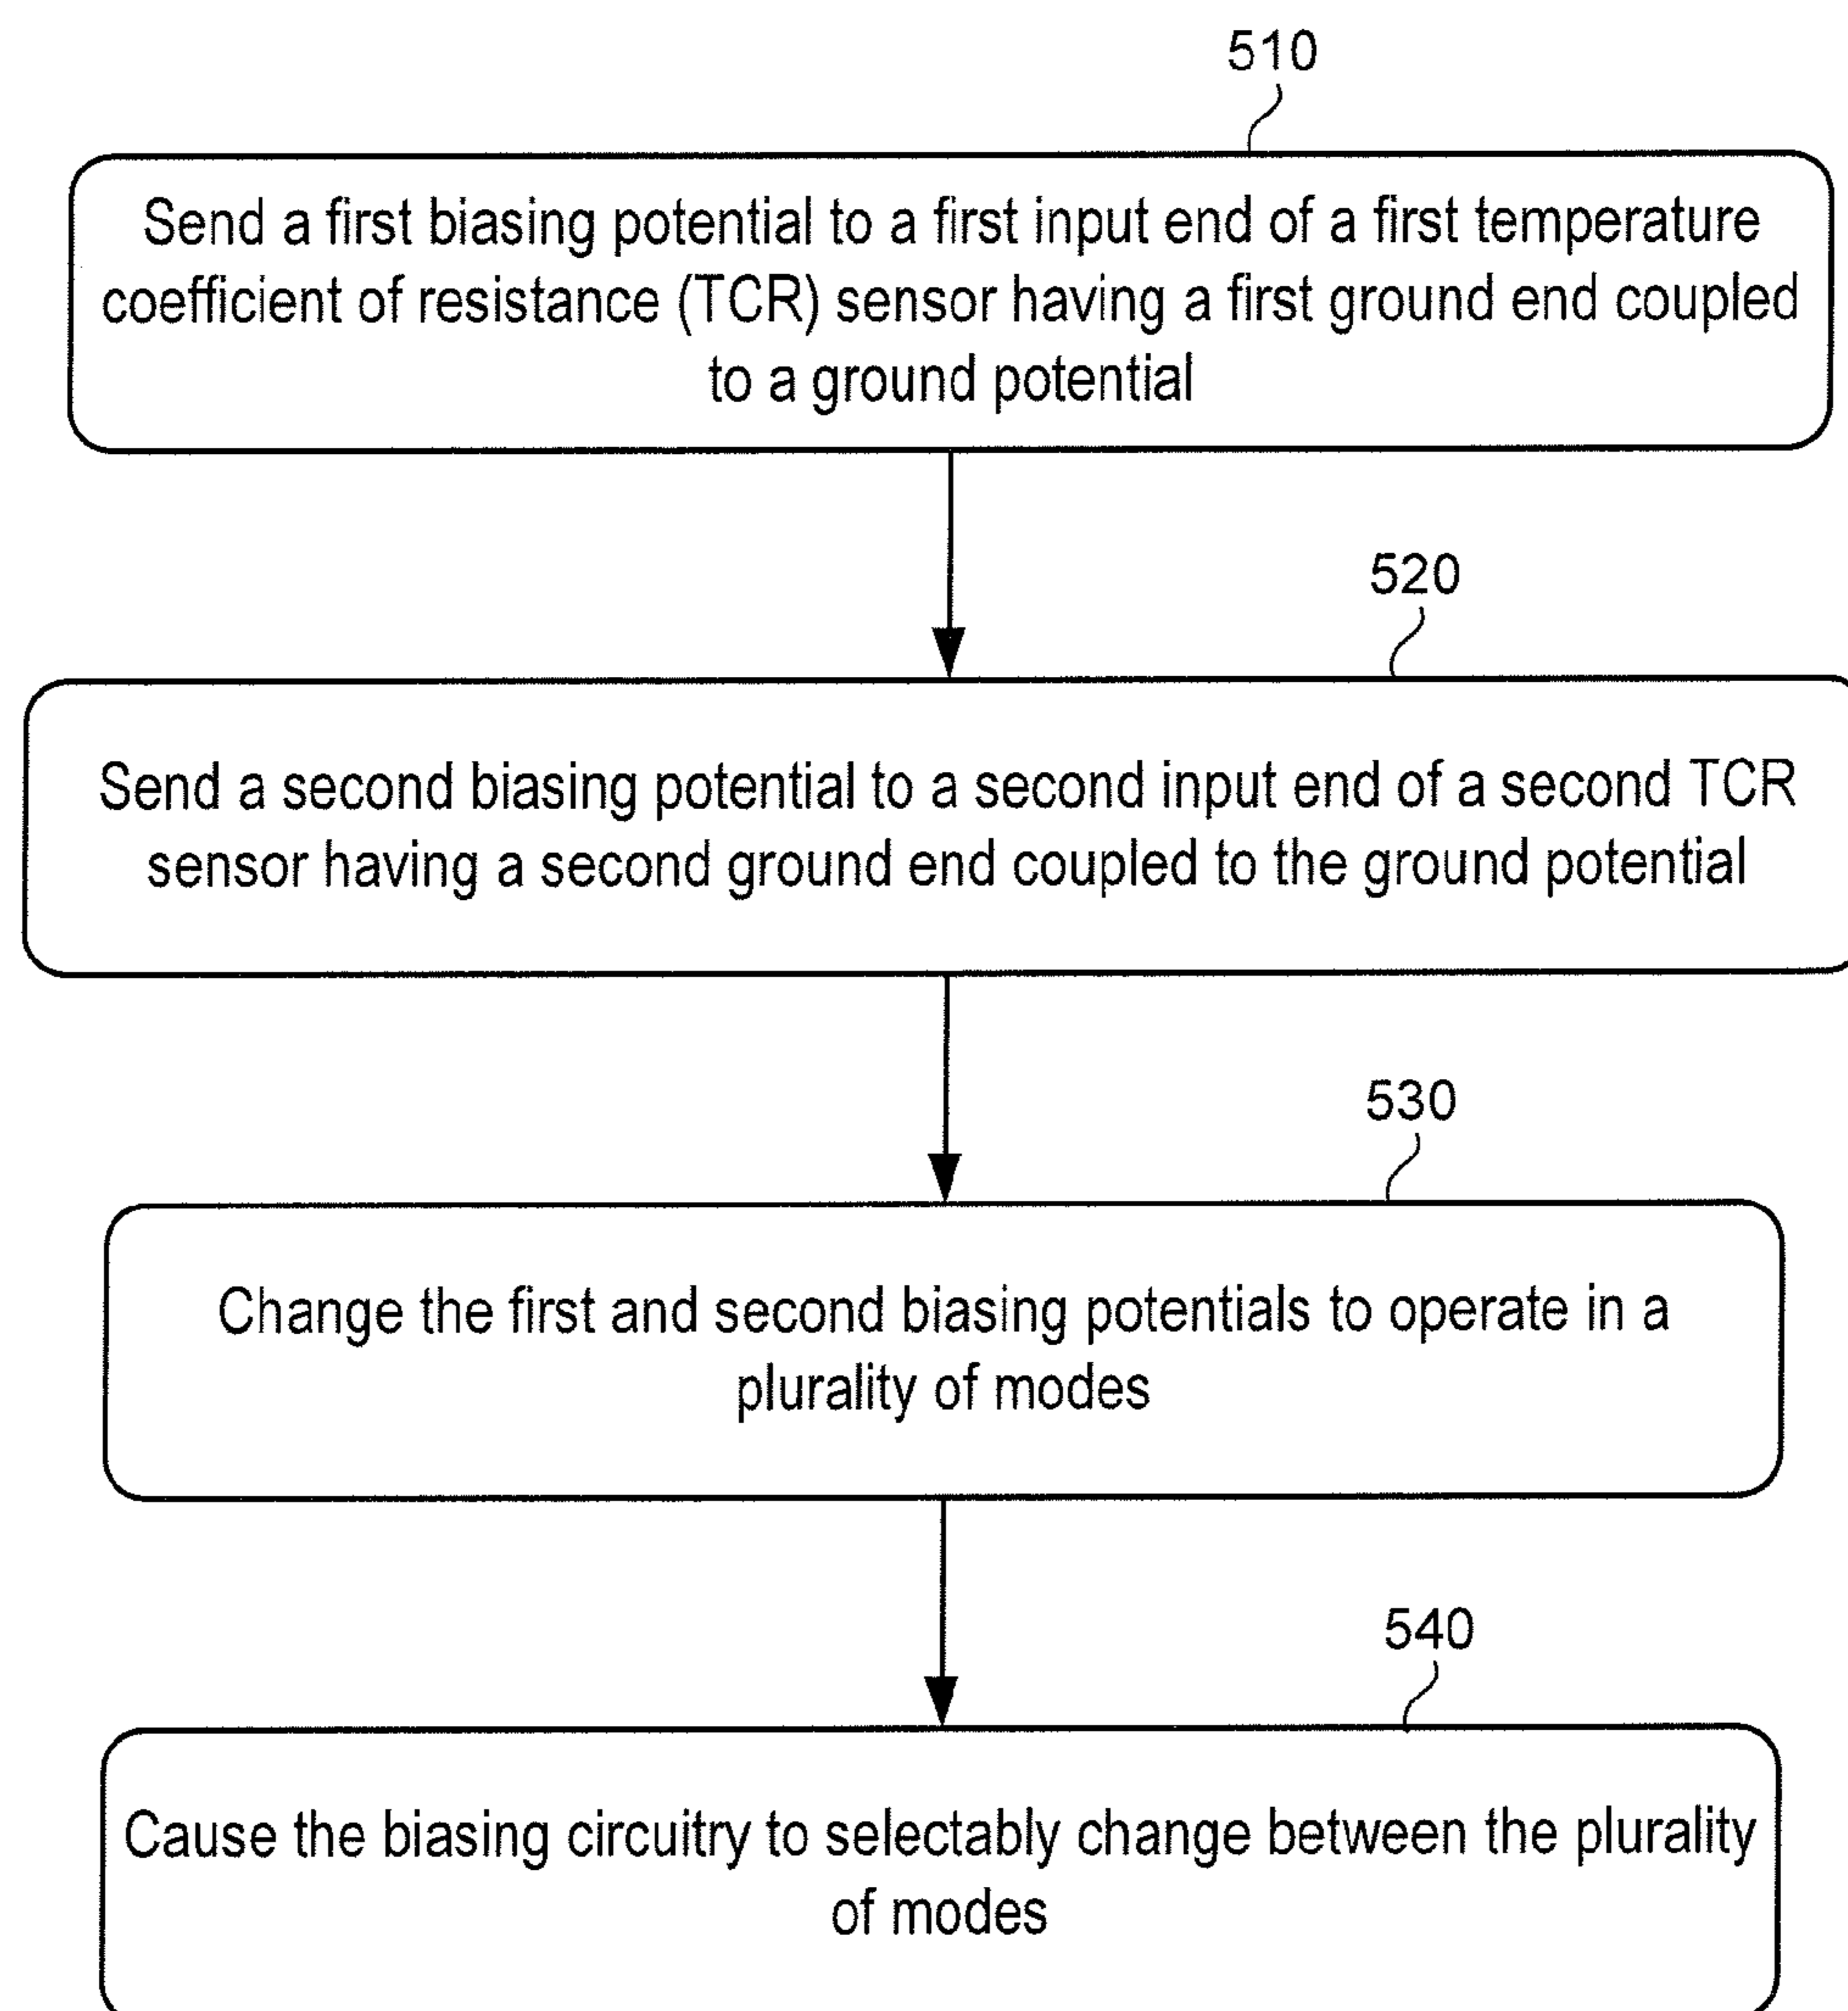 510
Send a first biasing potential to a first input end of a first temperature
coefficient of resistance (TCR) sensor having a first ground end coupled
to a ground potential
520
Send a second biasing potential to a second input end of a second TCR
sensor having a second ground end coupled to the ground potential
530
Change the first and second biasing potentials to operate in a
plurality of modes
540
Cause the biasing circuitry to selectably change between the plurality
of modes